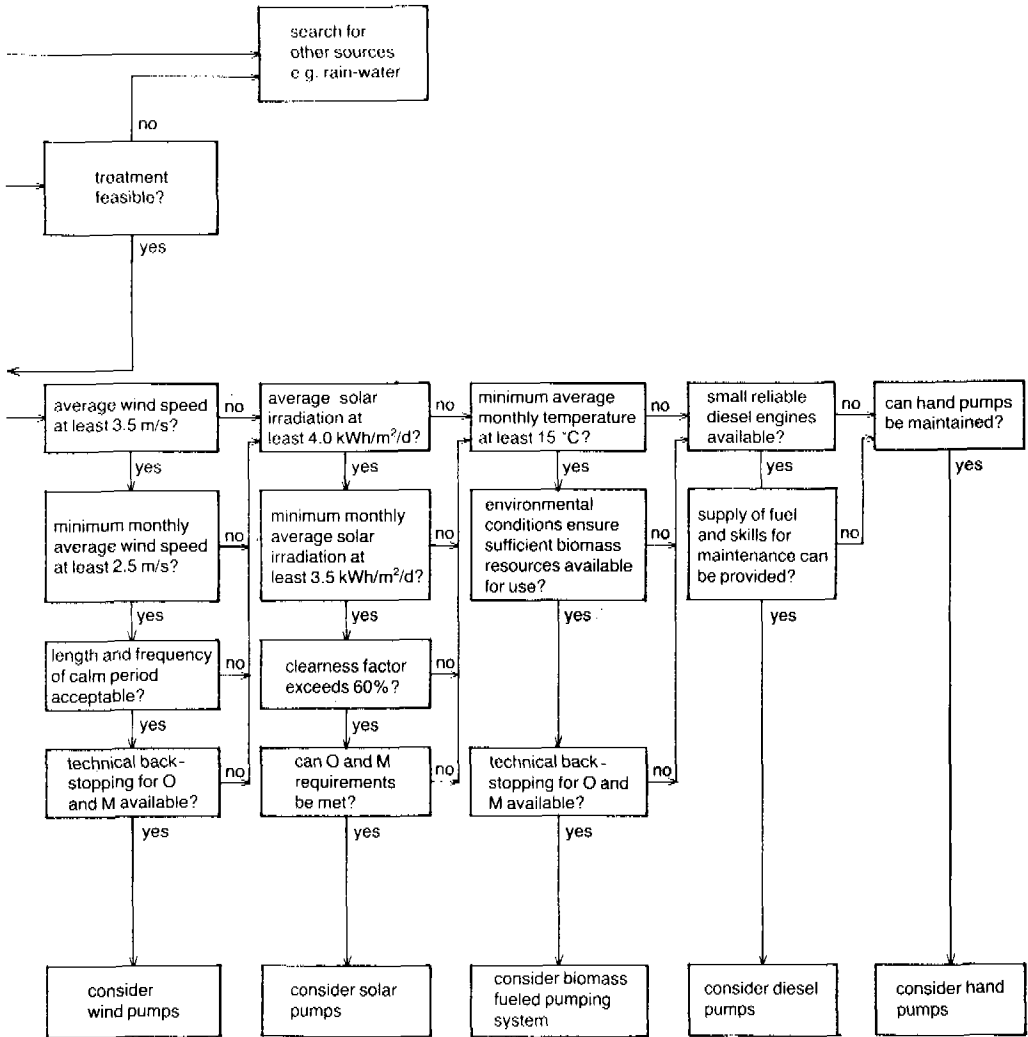 search for
other sources
e.g. rain-water
no
treatment
feasible?
yes
average wind speed
at least 3.5 m/s?
no
average solar
irradiation at
least 4.0 kWh/m²/d?
no
minimum average
monthly temperature
at least 15 °C?
no
small reliable
diesel engines
available?
no
can hand pumps
be maintained?
yes
yes
yes
yes
yes
minimum monthly
average wind speed
at least 2.5 m/s?
no
minimum monthly
average solar
irradiation at
least 3.5 kWh/m²/d?
no
environmental
conditions ensure
sufficient biomass
resources available
for use?
no
supply of fuel
and skills for
maintenance can
be provided?
no
yes
yes
yes
yes
length and frequency
of calm period
acceptable?
no
clearness factor
exceeds 60%?
no
yes
yes
technical back-
stopping for O
and M available?
no
can O and M
requirements
be met?
no
technical back-
stopping for O and
M available?
no
yes
yes
yes
consider
wind pumps
consider solar
pumps
consider biomass
fueled pumping
system
consider diesel
pumps
consider hand
pumps